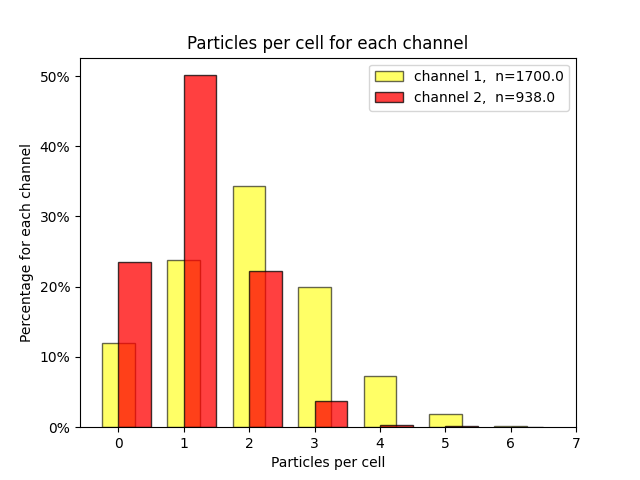 Particles per cell for each channel
channel 1,  n=1700.0
channel 2,  n=938.0
Percentage for each channel
50%
40%
30%
20%
10%
0%
0 1 2 3 4 5 6 7
Particles per cell